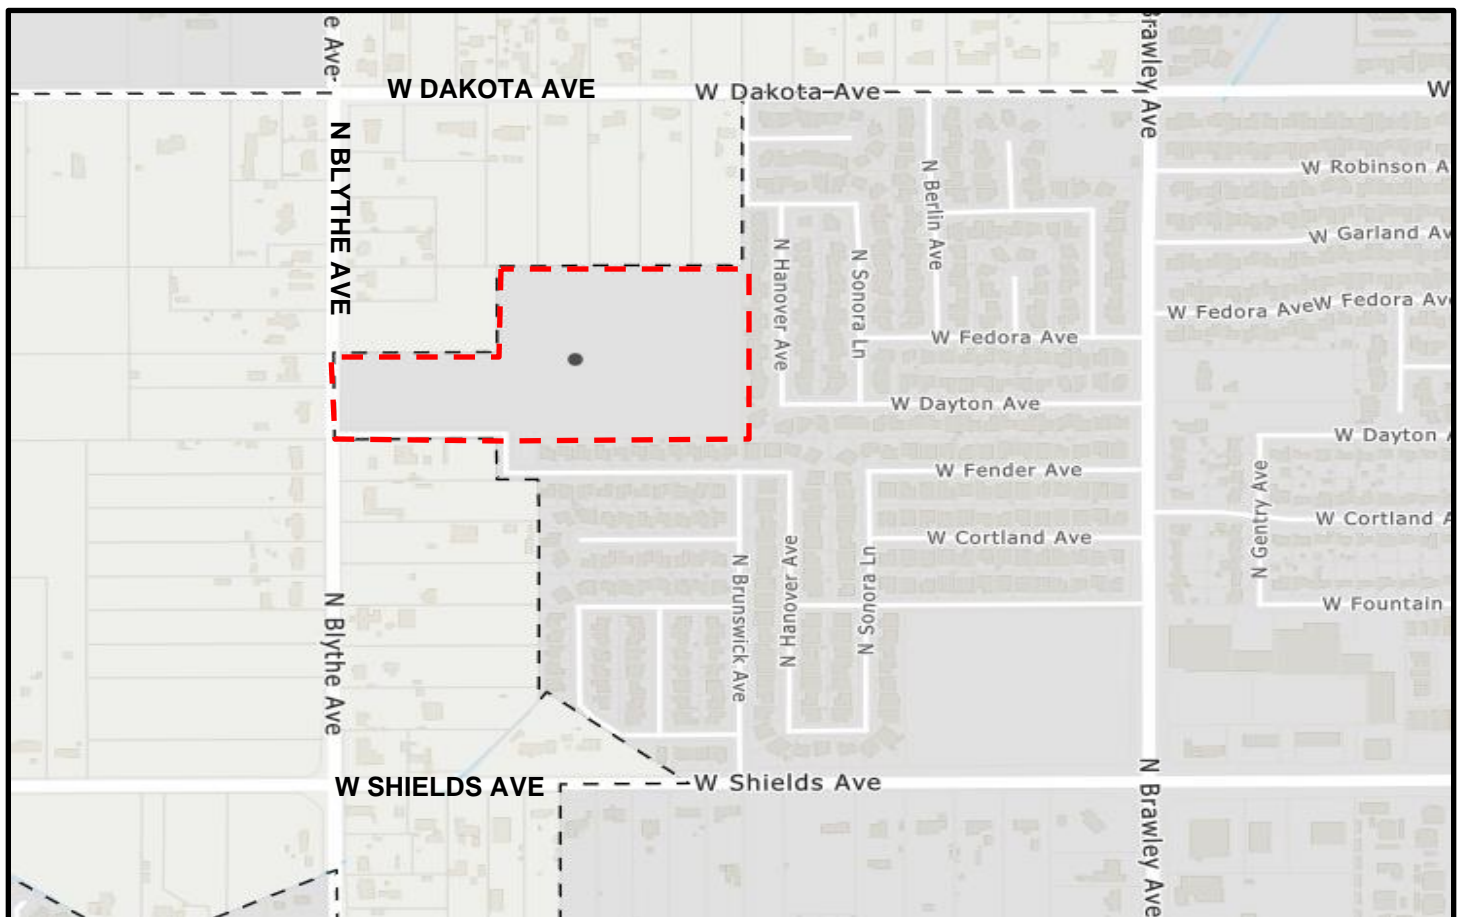 e Ave
Brawley Ave
W DAKOTA AVE
W Dakota Ave
W
N BLYTHE AVE
N Berlin Ave
W Robinson A
W Garland Av
N Hanover Ave
N Sonora Ln
W Fedora Ave
W Fedora Av
W Fedora Ave
W Dayton Ave
W Dayton A
W Fender Ave
N Gentry Ave
W Cortland A
W Cortland Ave
N Brunswick Ave
N Hanover Ave
N Sonora Ln
N Blythe Ave
W Fountain
W SHIELDS AVE
W Shields Ave
N Brawley Ave